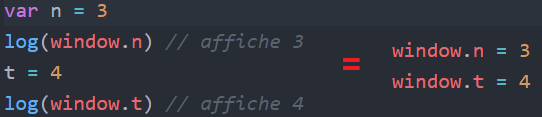 var n = 3
log(window.n) // affiche 3
t = 4
log(window.t) // affiche 4
=
window.n = 3
window.t = 4